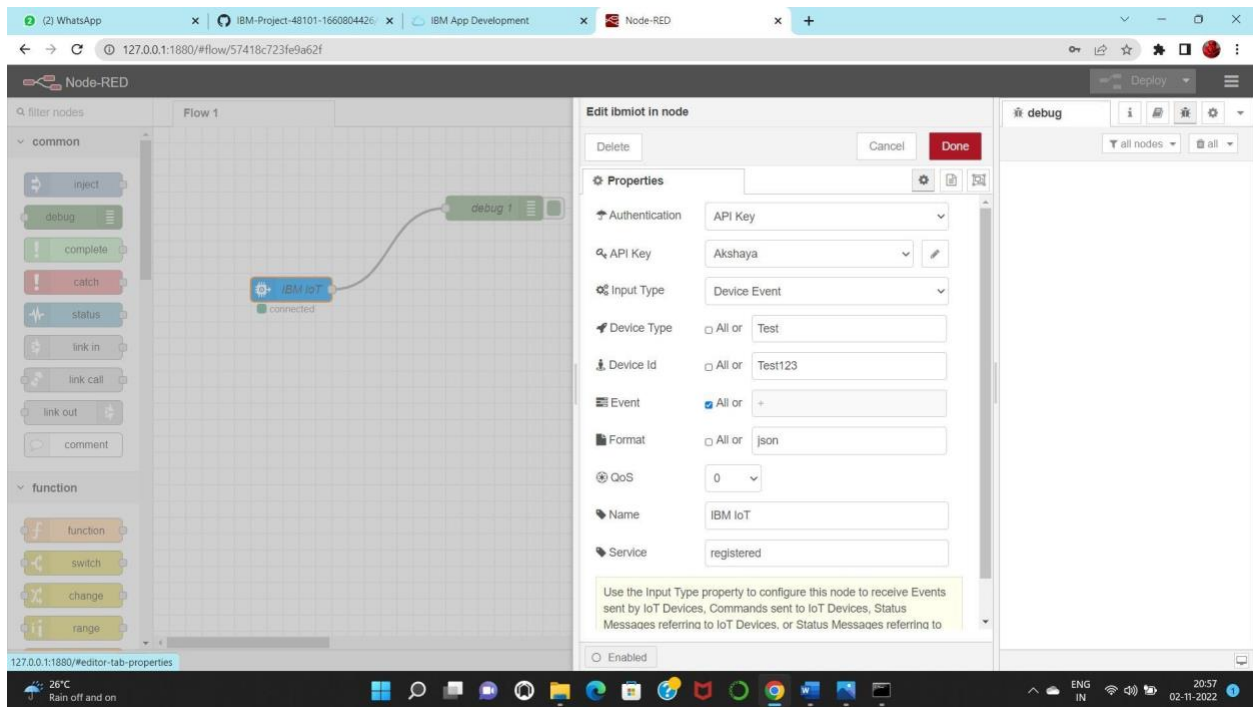 (2) WhatsApp
IBM-Project-48101-1660804426
IBM App Development
Node-RED
127.0.0.1:1880/#flow/57418c723fe9a62f
Node-RED
Deploy
filter nodes
Flow 1
common
inject
debug
complete
catch
status
link in
link call
link out
comment
function
function
switch
change
range
debug 1
IBM IoT
connected
Edit ibmiot in node
Delete
Cancel
Done
Properties
Authentication
API Key
API Key
Akshaya
Input Type
Device Event
Device Type
All or
Test
Device Id
All or
Test123
Event
All or
+
Format
All or
json
QoS
0
Name
IBM IoT
Service
registered
Use the Input Type property to configure this node to receive Events
sent by IoT Devices, Commands sent to IoT Devices, Status
Messages referring to IoT Devices, or Status Messages referring to
Enabled
debug
i
all nodes
all
127.0.0.1:1880/#editor-tab-properties
26°C
Rain off and on
ENG
IN
20:57
02-11-2022
1